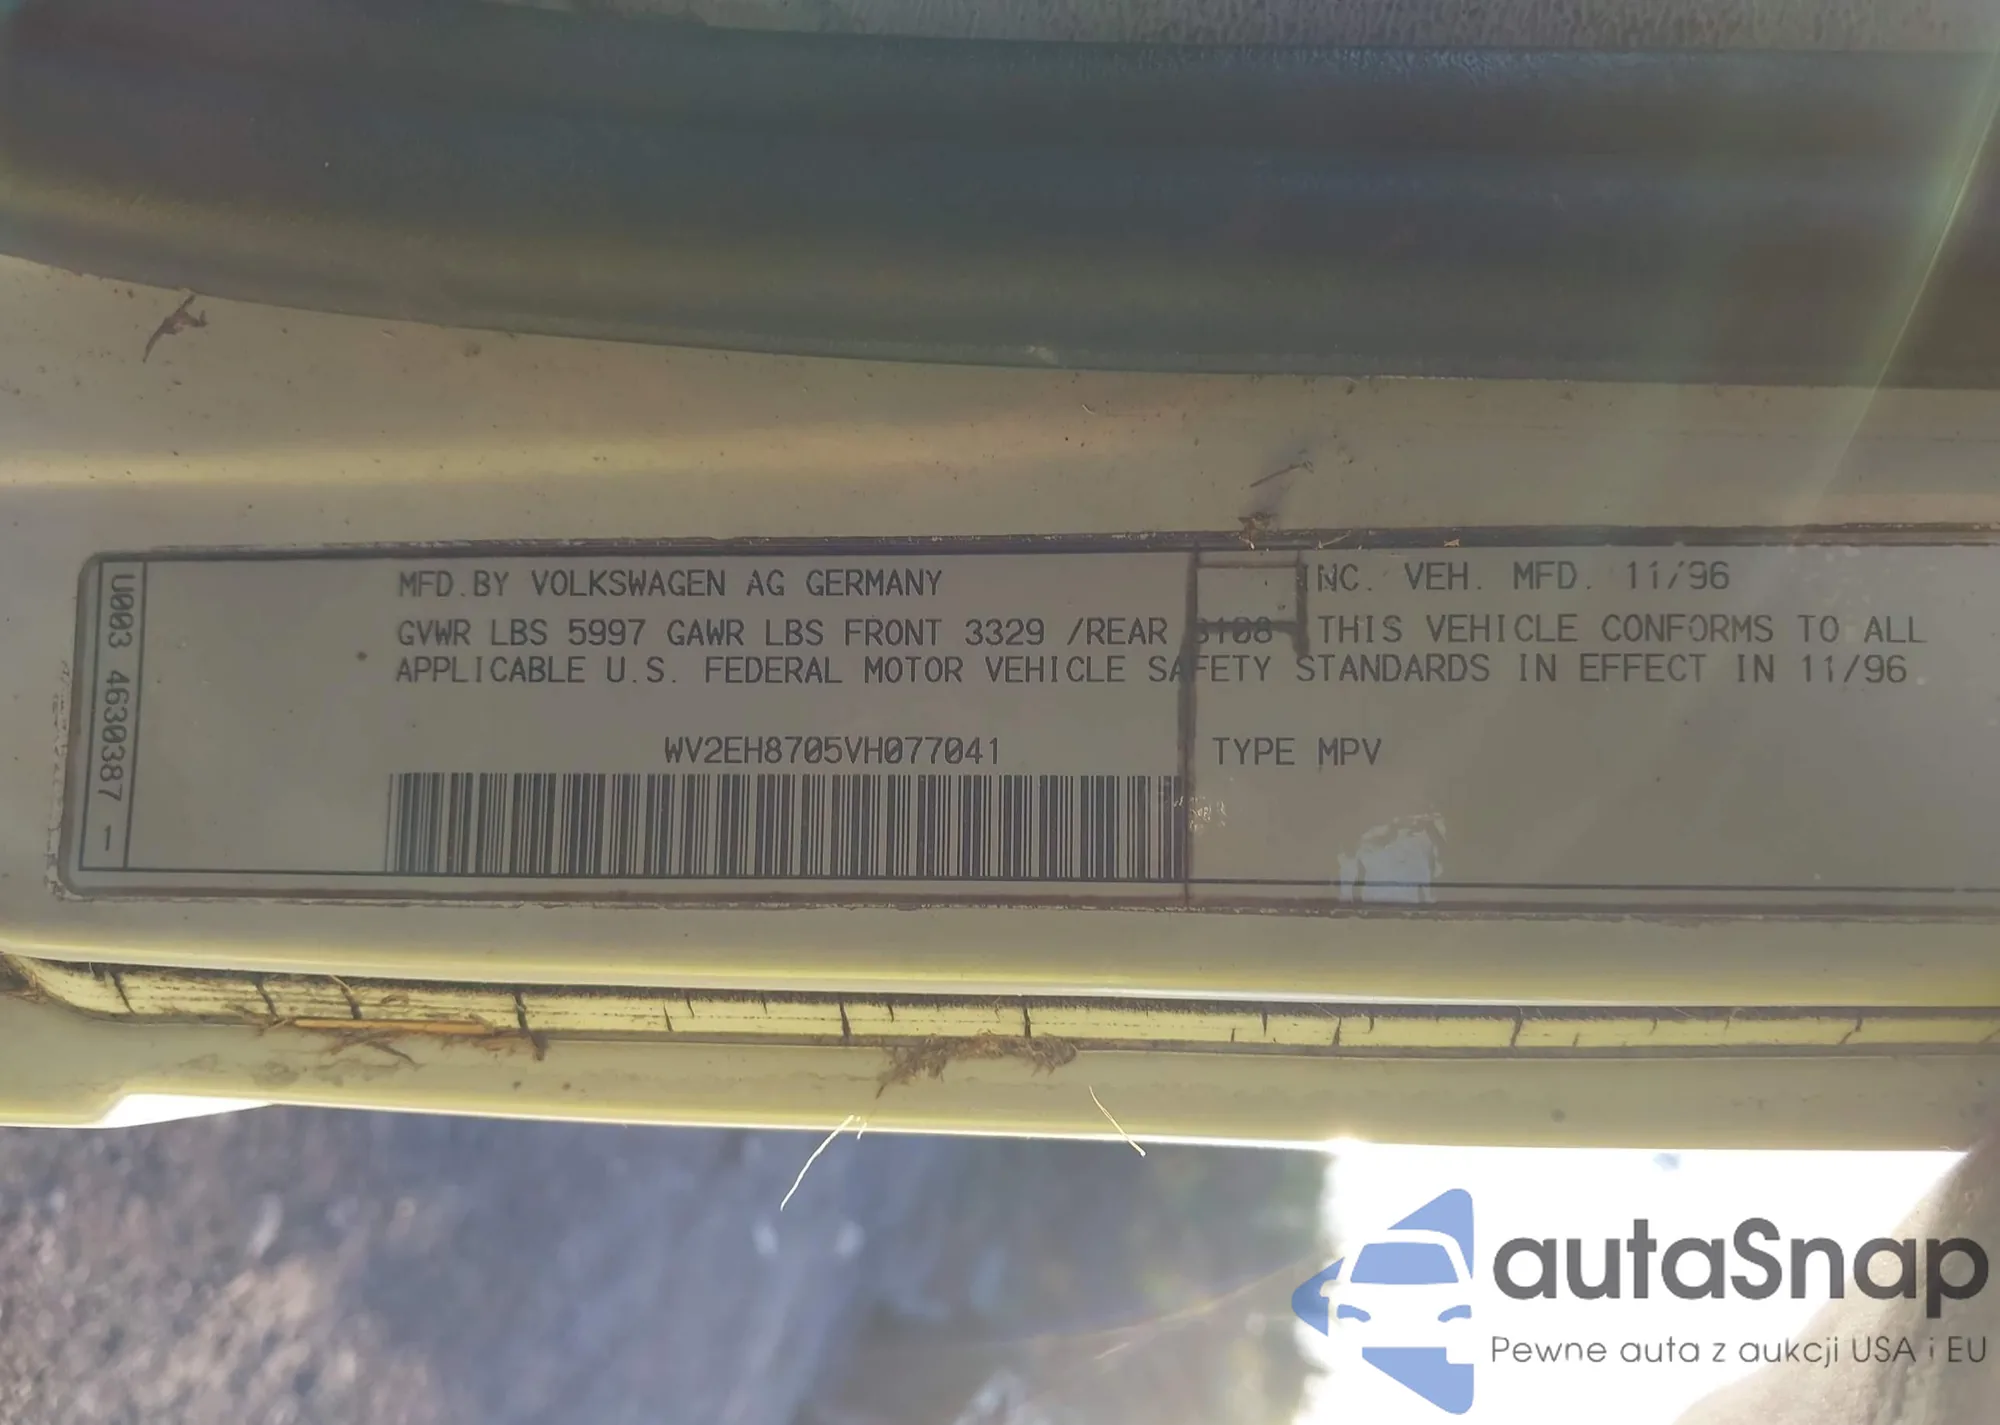 MFD.BY VOLKSWAGEN AG GERMANY INC. VEH. MFD. 11/96
GVWR LBS 5997 GAWR LBS FRONT 3329 /REAR 3108 THIS VEHICLE CONFORMS TO ALL
APPLICABLE U.S. FEDERAL MOTOR VEHICLE SAFETY STANDARDS IN EFFECT IN 11/96
WV2EH8705VH077041 TYPE MPV
U003 4630387 1
autaSnap
Pewne auta z aukcji USA i EU